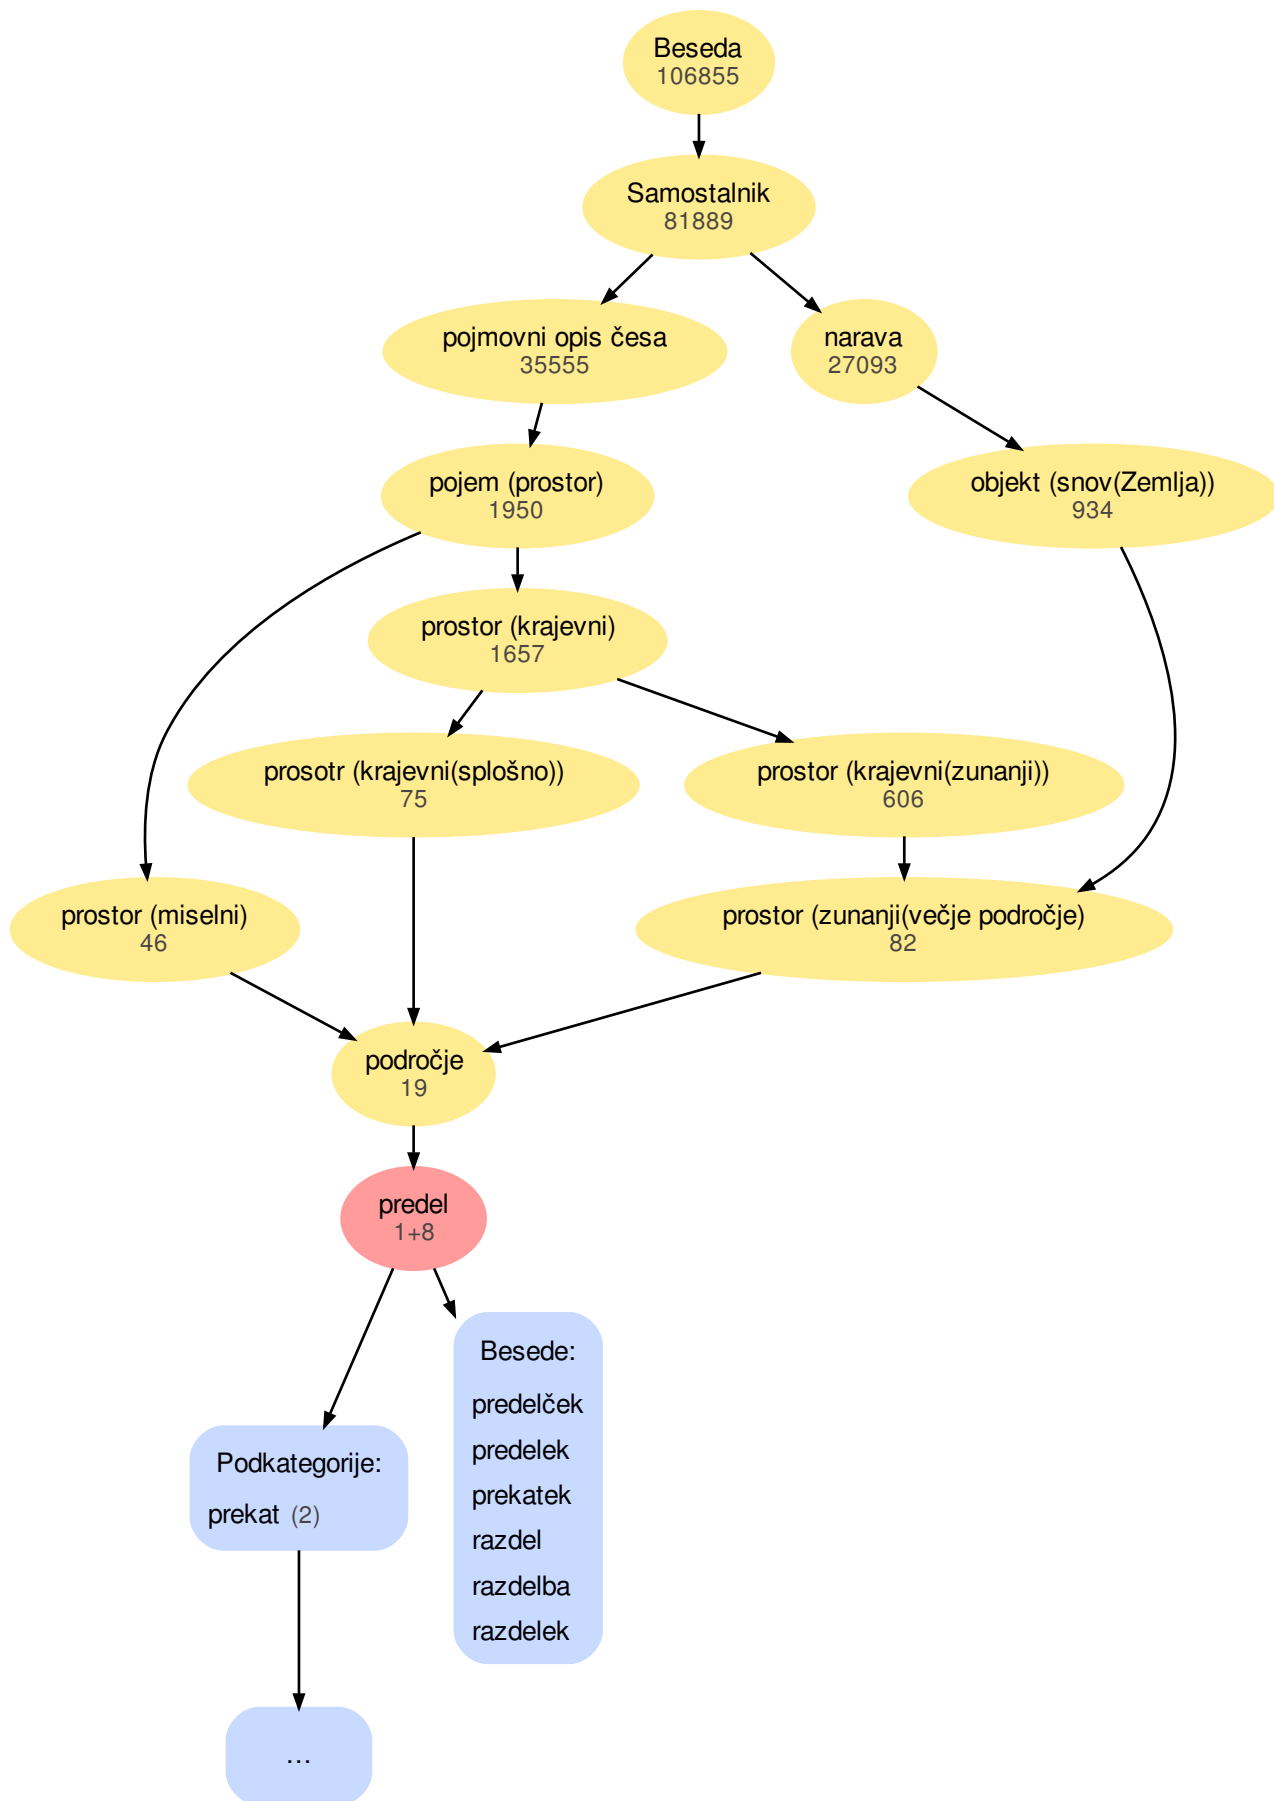 Beseda
106855
Samostalnik
81889
pojmovni opis česa
35555
narava
27093
pojem (prostor)
1950
objekt (snov(Zemlja))
934
prostor (krajevni)
1657
prosotr (krajevni(splošno))
75
prostor (krajevni(zunanji))
606
prostor (miselni)
46
prostor (zunanji(večje področje)
82
področje
19
predel
1+8
Besede:
predelček
predelek
prekatek
razdel
razdelba
razdelek
Podkategorije:
prekat (2)
...